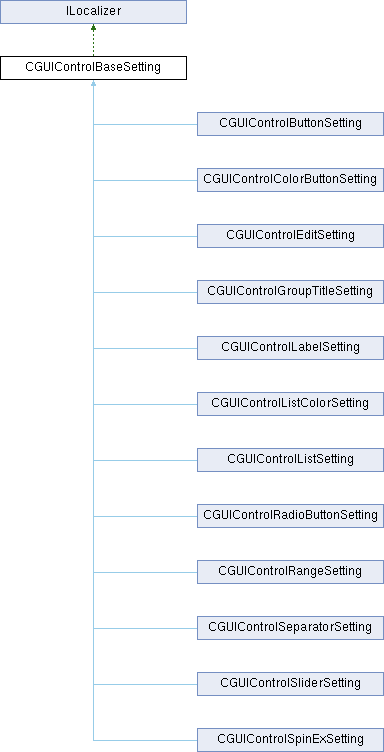 ILocalizer
CGUIControlBaseSetting
CGUIControlButtonSetting
CGUIControlColorButtonSetting
CGUIControlEditSetting
CGUIControlGroupTitleSetting
CGUIControlLabelSetting
CGUIControlListColorSetting
CGUIControlListSetting
CGUIControlRadioButtonSetting
CGUIControlRangeSetting
CGUIControlSeparatorSetting
CGUIControlSliderSetting
CGUIControlSpinExSetting